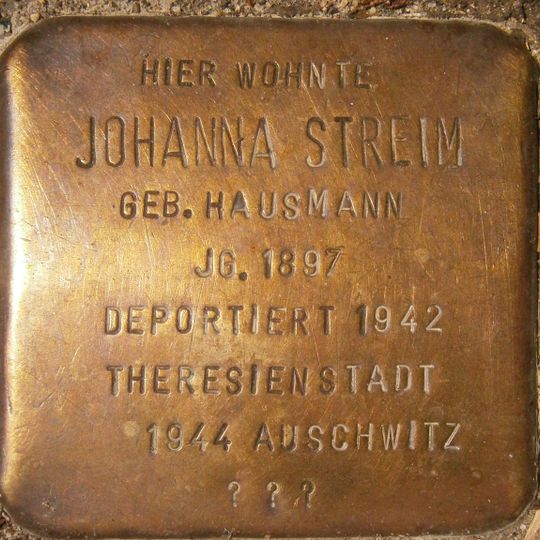 HIER WOHNTE
JOHANNA STREIM
GEB. HAUSMANN
JG. 1897
DEPORTIERT 1942
THERESIENSTADT
1944 AUSCHWITZ
? ? ?